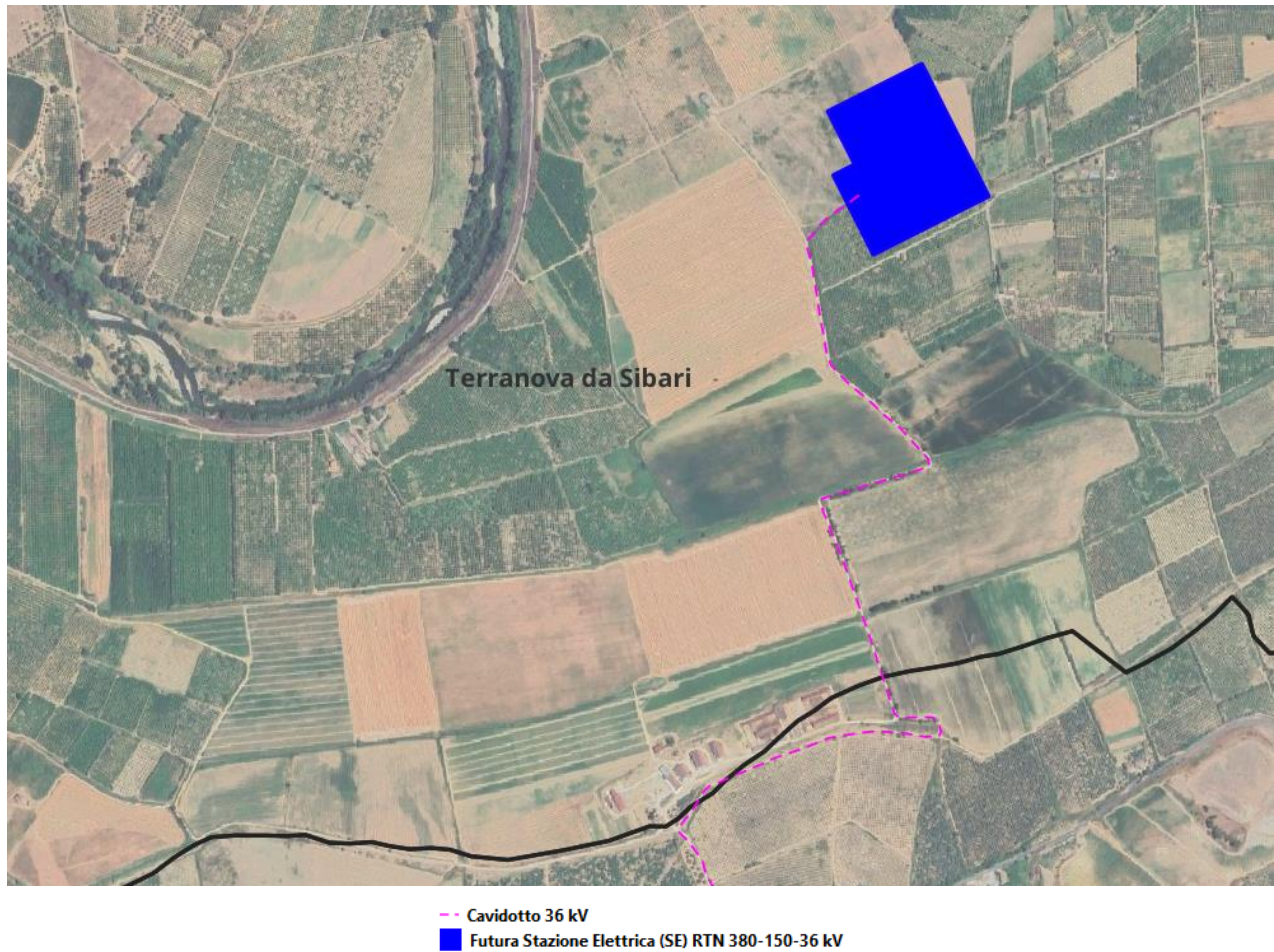 Terranova da Sibari
Cavidotto 36 kV
Futura Stazione Elettrica (SE) RTN 380-150-36 kV